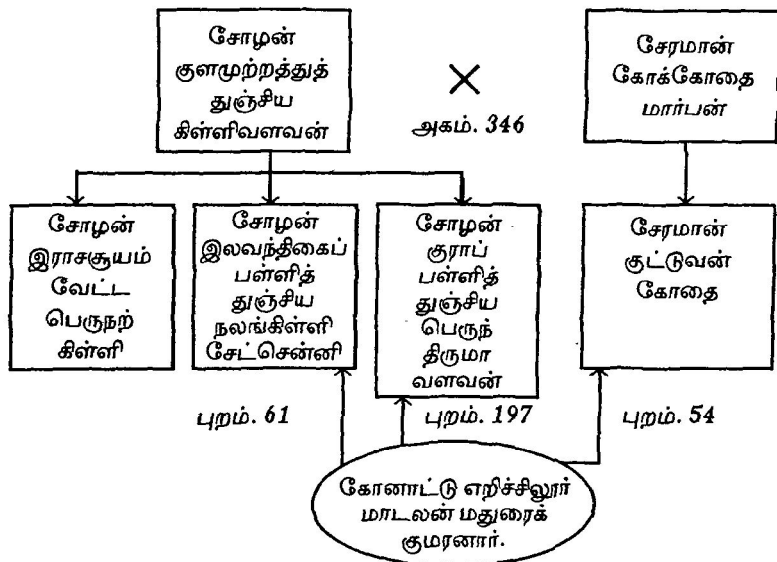 சோழன்
குளமுற்றத்துத்
துஞ்சிய
கிள்ளிவளவன்
அகம். 346
சேரமான்
கோக்கோதை
மார்பன்
சோழன்
இராசசூயம்
வேட்ட
பெருநற்
கிள்ளி
சோழன்
இலவந்திகைப்
பள்ளித்
துஞ்சிய
நலங்கிள்ளி
சேட்சென்னி
சோழன்
குராப்
பள்ளித்
துஞ்சிய
பெருந்
திருமா
வளவன்
சேரமான்
குட்டுவன்
கோதை
புறம். 61
புறம். 197
புறம். 54
கோனாட்டு எறிச்சிலூர்
மாடலன் மதுரைக்
குமரனார்.